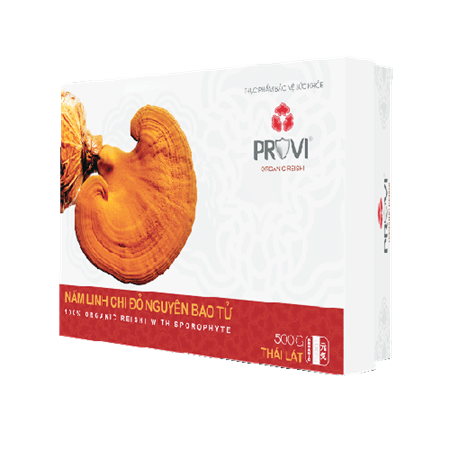 THỰC PHẨM BẢO VỆ SỨC KHỎE
PROVI®
ORGANIC REISHI
NẤM LINH CHI ĐỎ NGUYÊN BÀO TỬ
100% ORGANIC REISHI WITH SPOROPHYTE
500G
THÁI LÁT
PROVI